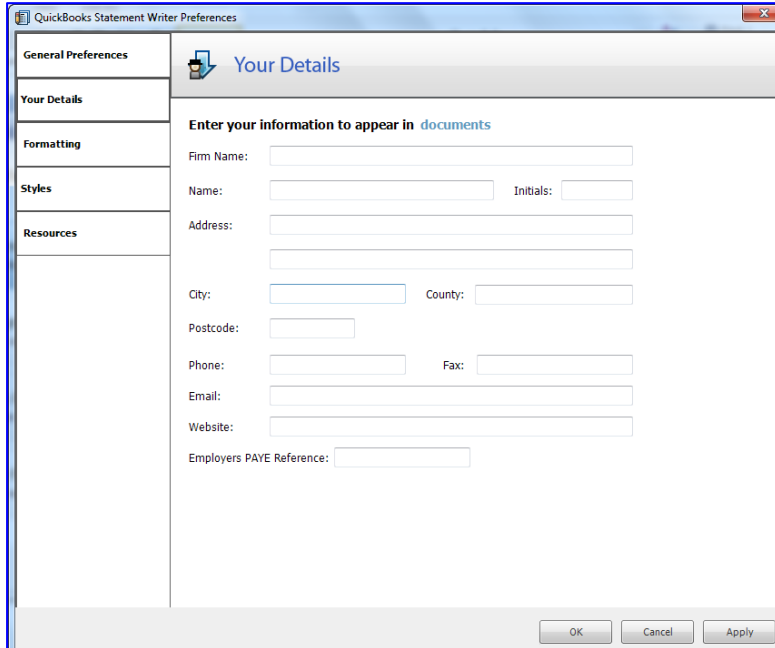 QuickBooks Statement Writer Preferences
General Preferences
Your Details
Formatting
Styles
Resources
Your Details
Enter your information to appear in documents
Firm Name:
Name: Initials:
Address:
City: County:
Postcode:
Phone: Fax:
Email:
Website:
Employers PAYE Reference:
OK Cancel Apply